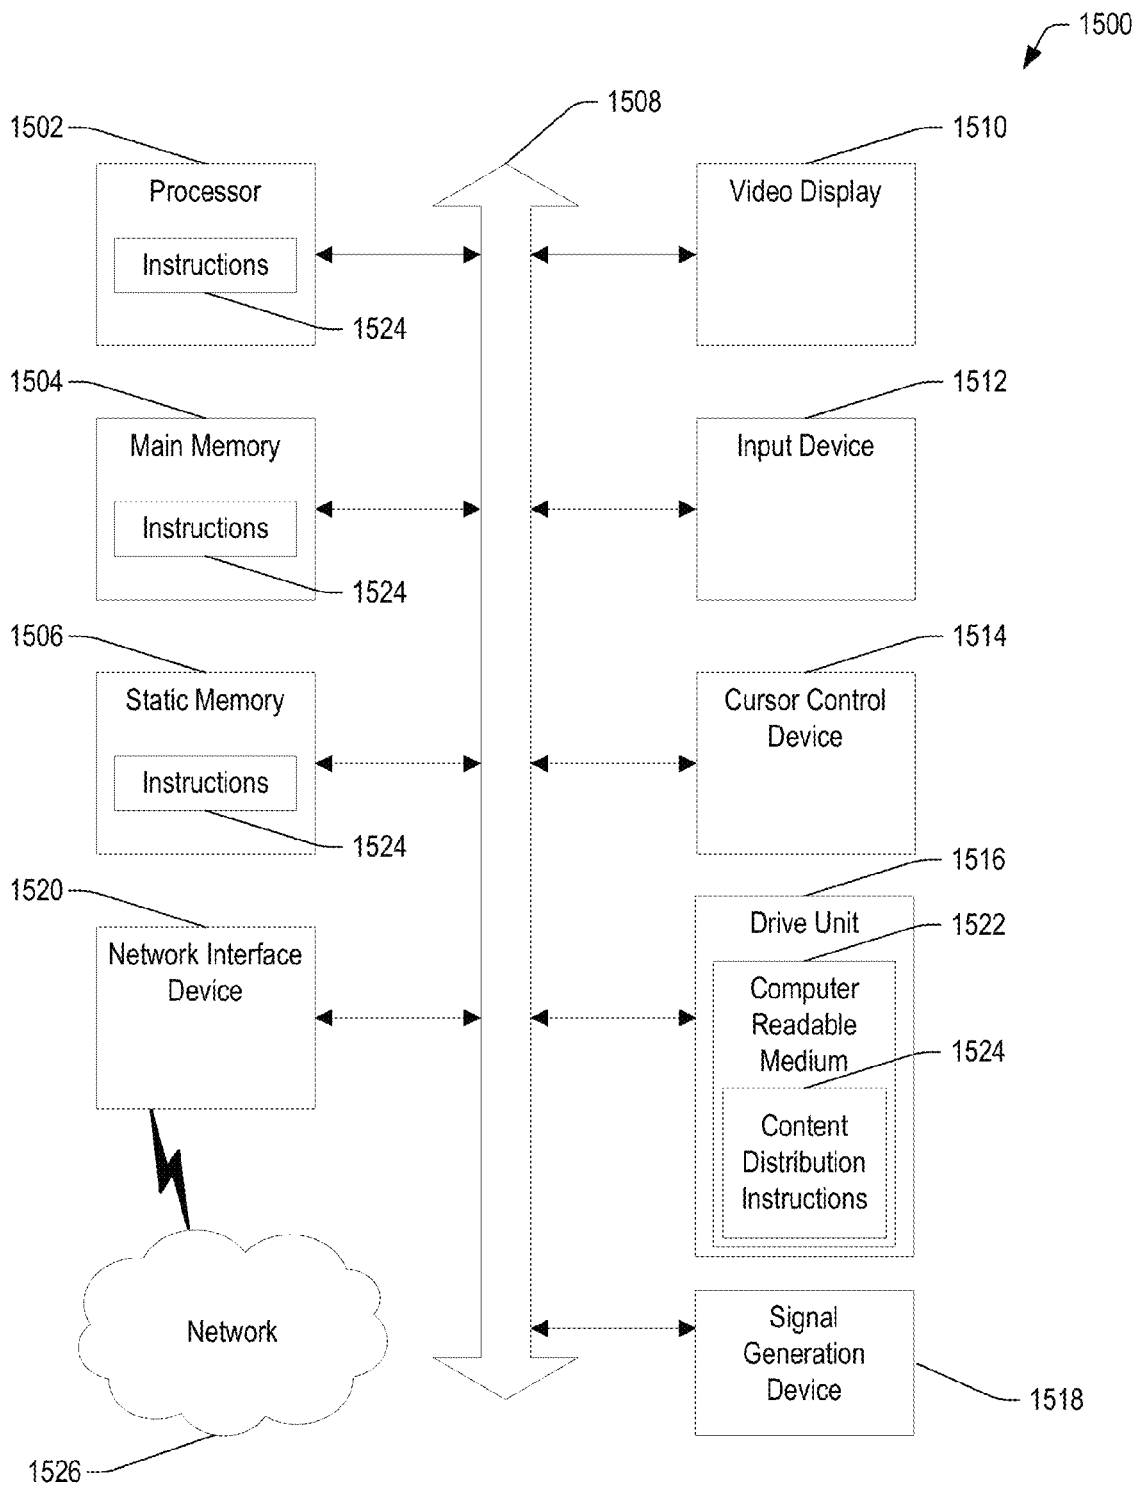 1500
1508
1502
Processor
Instructions
1524
1510
Video Display
1504
Main Memory
Instructions
1524
1512
Input Device
1506
Static Memory
Instructions
1524
1514
Cursor Control
Device
1520
Network Interface
Device
1516
Drive Unit
1522
Computer
Readable
Medium
1524
Content
Distribution
Instructions
Network
1526
Signal
Generation
Device
1518